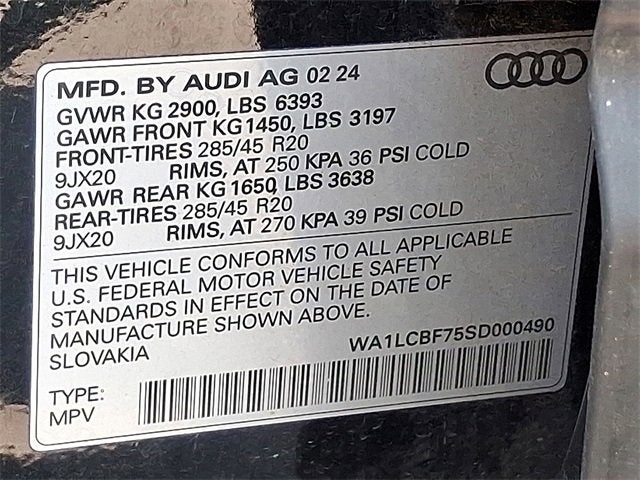 MFD. BY AUDI AG 02 24
GVWR KG 2900, LBS 6393
GAWR FRONT KG1450, LBS 3197
FRONT-TIRES 285/45 R20
9JX20 RIMS, AT 250 KPA 36 PSI COLD
GAWR REAR KG 1650, LBS 3638
REAR-TIRES 285/45 R20
9JX20 RIMS, AT 270 KPA 39 PSI COLD
THIS VEHICLE CONFORMS TO ALL APPLICABLE
U.S. FEDERAL MOTOR VEHICLE SAFETY
STANDARDS IN EFFECT ON THE DATE OF
MANUFACTURE SHOWN ABOVE.
SLOVAKIA WA1LCBF75SD000490
TYPE:
MPV